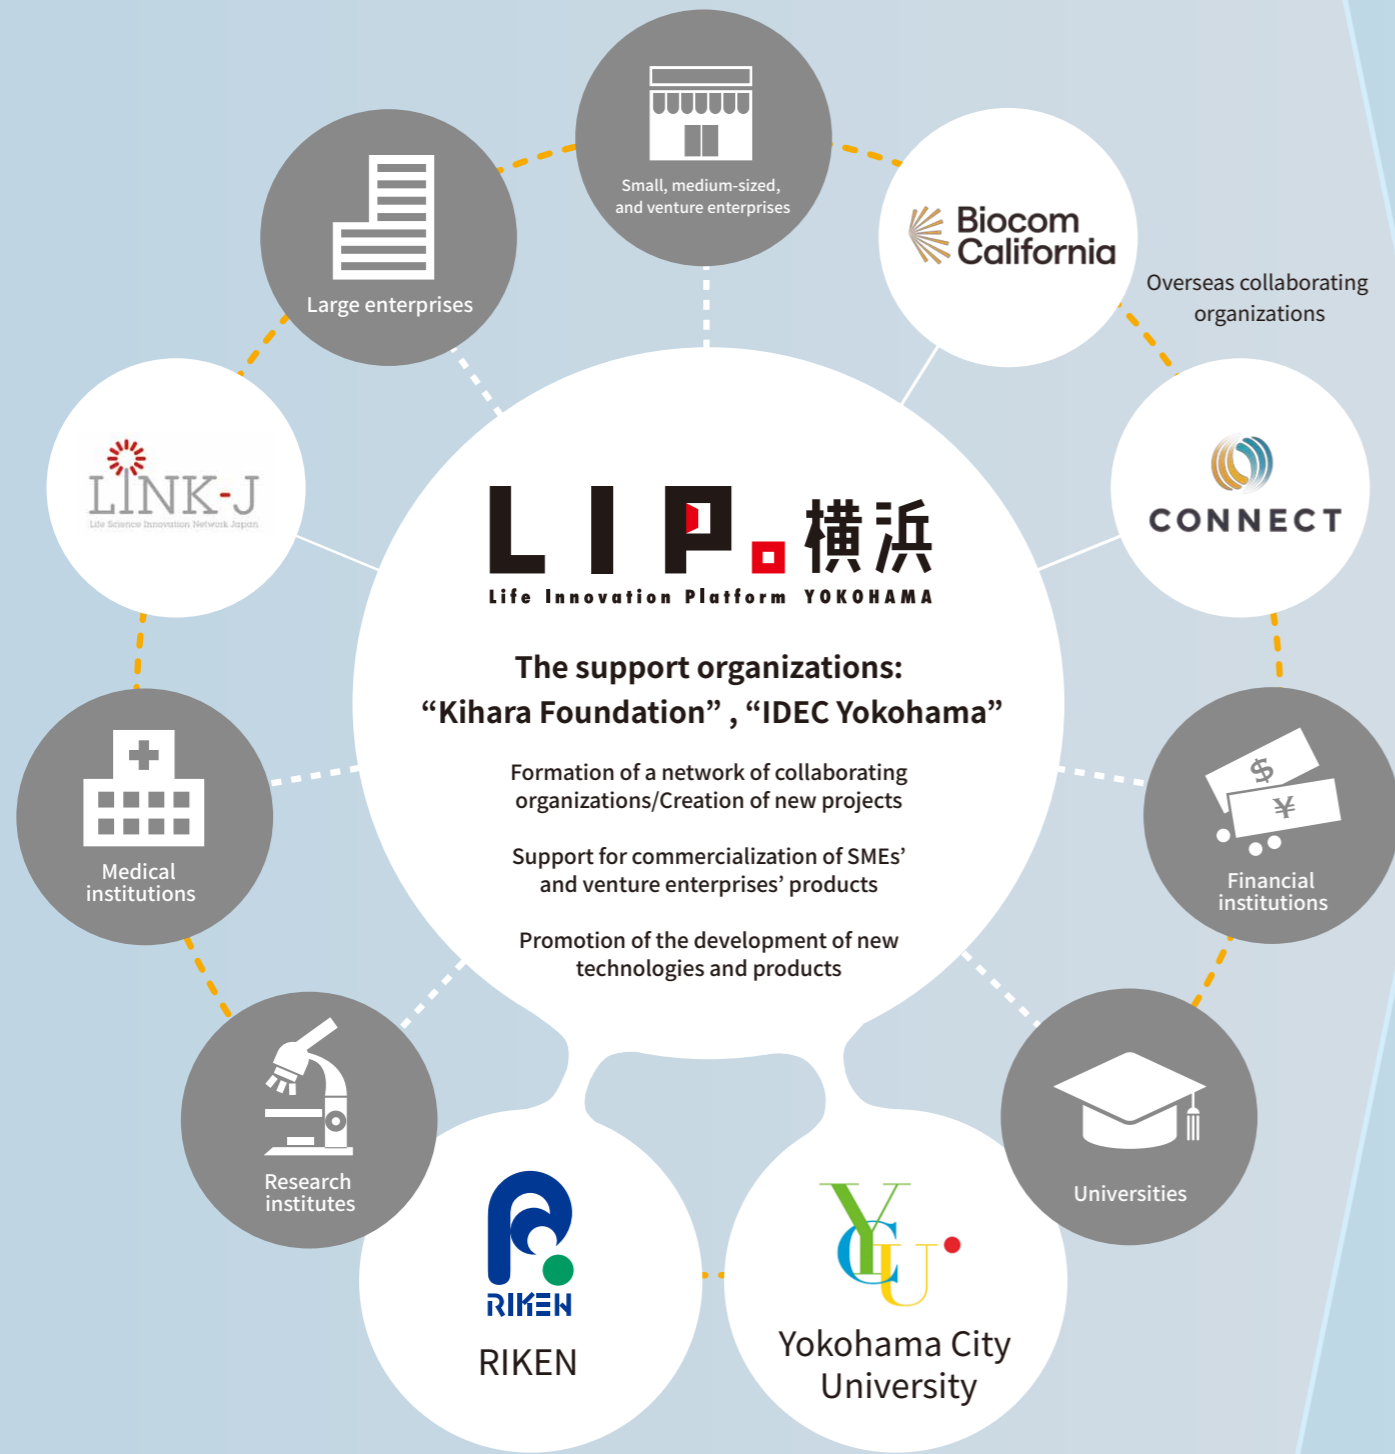 Small, medium-sized,
and venture enterprises
Large enterprises
Biocom
California
Overseas collaborating
organizations
LINK-J
Life Science Innovation Network Japan
CONNECT
LIP.横浜
Life Innovation Platform YOKOHAMA
The support organizations:
“Kihara Foundation” , “IDEC Yokohama”
Formation of a network of collaborating
organizations/Creation of new projects
Support for commercialization of SMEs’
and venture enterprises’ products
Promotion of the development of new
technologies and products
Medical
institutions
$
¥
Financial
institutions
Research
institutes
Universities
RIKEN
RIKEN
YCU
Yokohama City
University